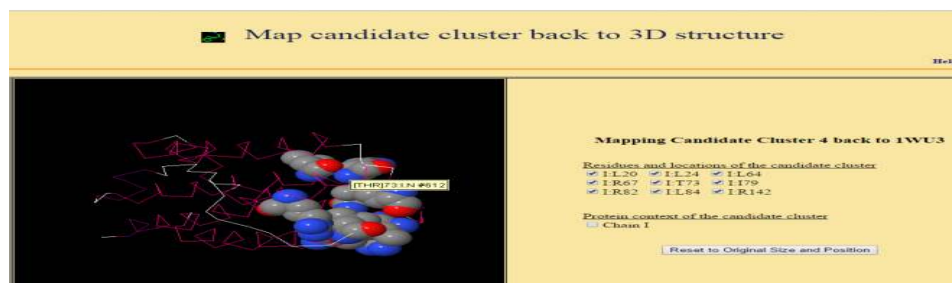 Map candidate cluster back to 3D structure
Hel
[THR]73:I.N #612
Mapping Candidate Cluster 4 back to 1WU3
Residues and locations of the candidate cluster
I:L20 I:L24 I:L64
I:R67 I:T73 I:I79
I:R82 I:L84 I:R142
Protein context of the candidate cluster
Chain I
Reset to Original Size and Position